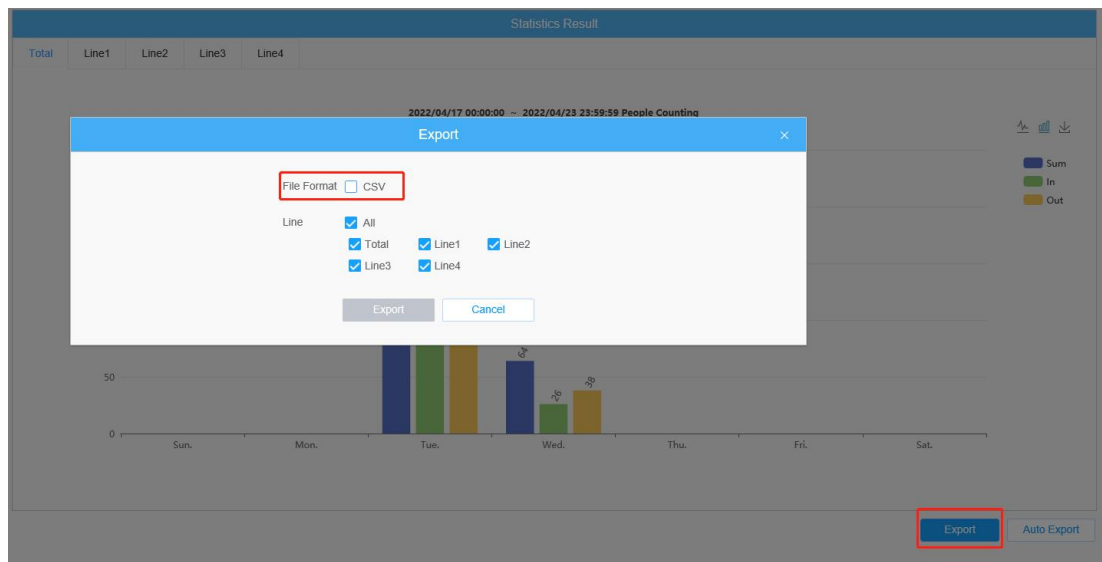 Statistics Result
Total Line1 Line2 Line3 Line4
2022/04/17 00:00:00 ~ 2022/04/23 23:59:59 People Counting
Export
Sum
In
Out
File Format CSV
Line All
Total Line1 Line2
Line3 Line4
Export Cancel
64
38
26
50
0
Sun. Mon. Tue. Wed. Thu. Fri. Sat.
Export Auto Export